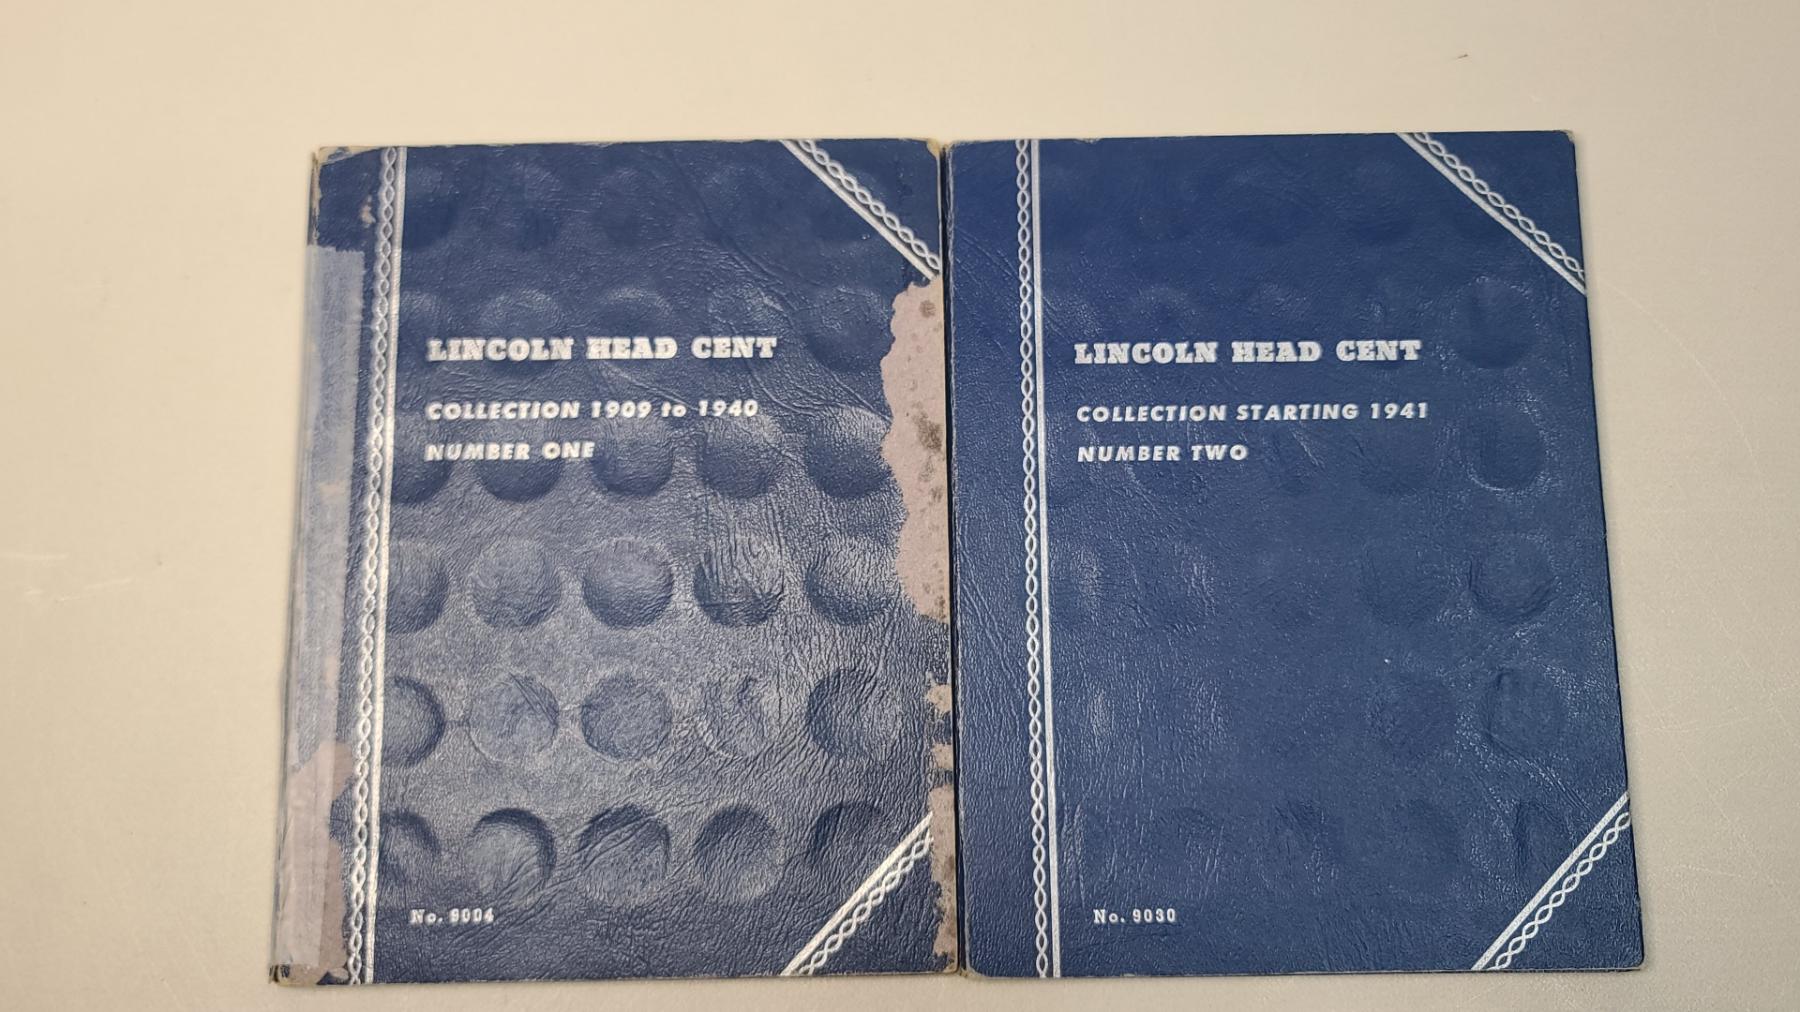 LINCOLN HEAD CENT
COLLECTION 1909 to 1940
NUMBER ONE
No. 9004
LINCOLN HEAD CENT
COLLECTION STARTING 1941
NUMBER TWO
No. 9030